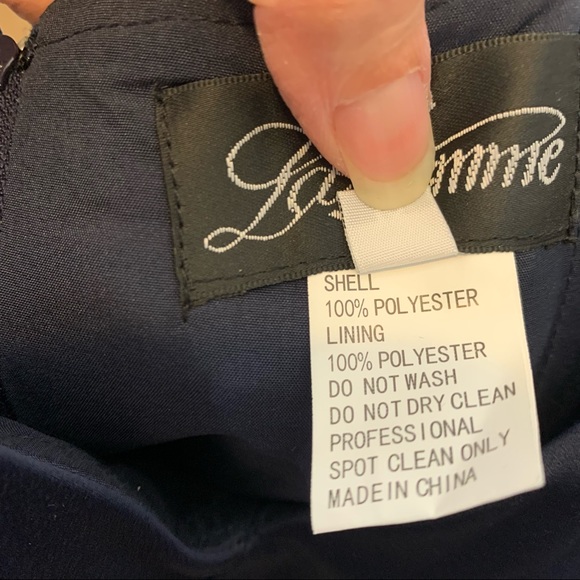 La
SHELL
100% POLYESTER
LINING
100% POLYESTER
DO NOT WASH
DO NOT DRY CLEAN
PROFESSIONAL
SPOT CLEAN ONLY
MADE IN CHINA